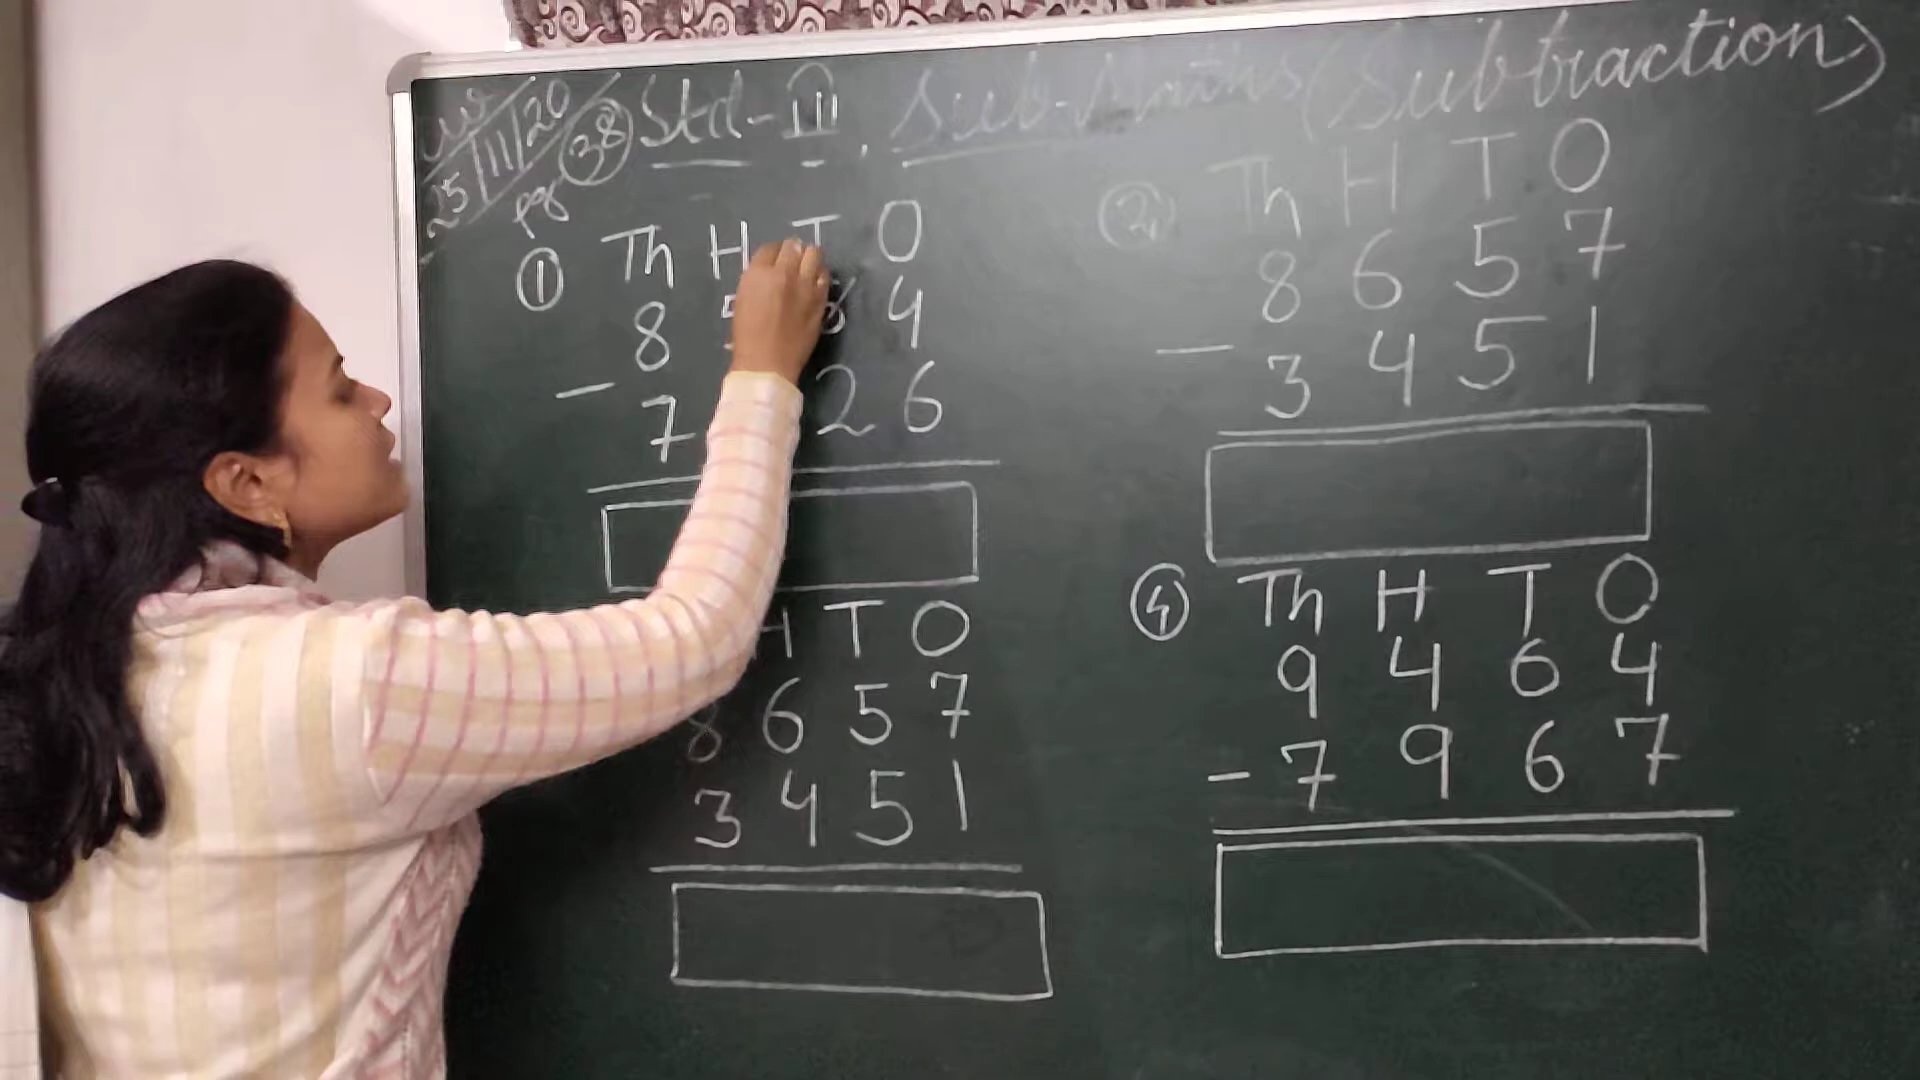 25/11/20
pg 38 Std-III, Sub-Maths (Subtraction)
① Th H T O
8 5 4
- 7 2 6
② Th H T O
8 6 5 7
- 3 4 5 1
H T O
8 6 5 7
3 4 5 1
④ Th H T O
9 4 6 4
- 7 9 6 7